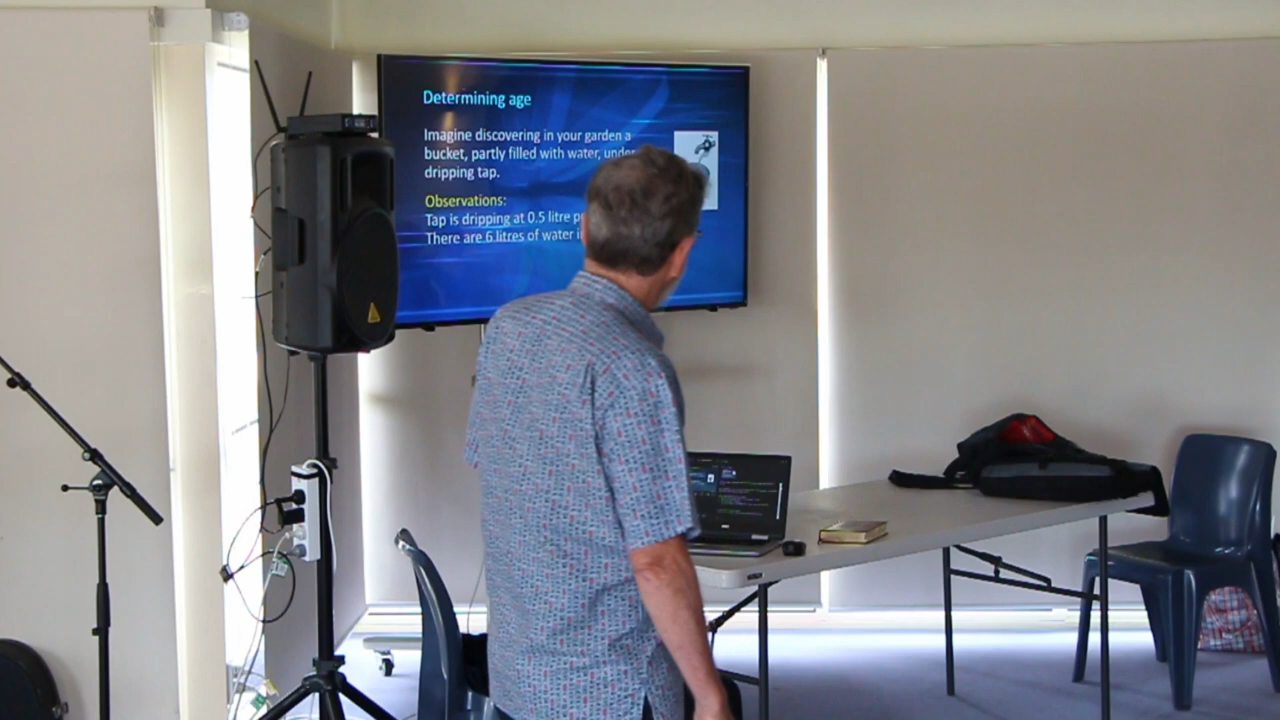 Determining age
Imagine discovering in your garden a
bucket, partly filled with water, under
dripping tap.
Observations:
Tap is dripping at 0.5 litre
There are 6 litres of water